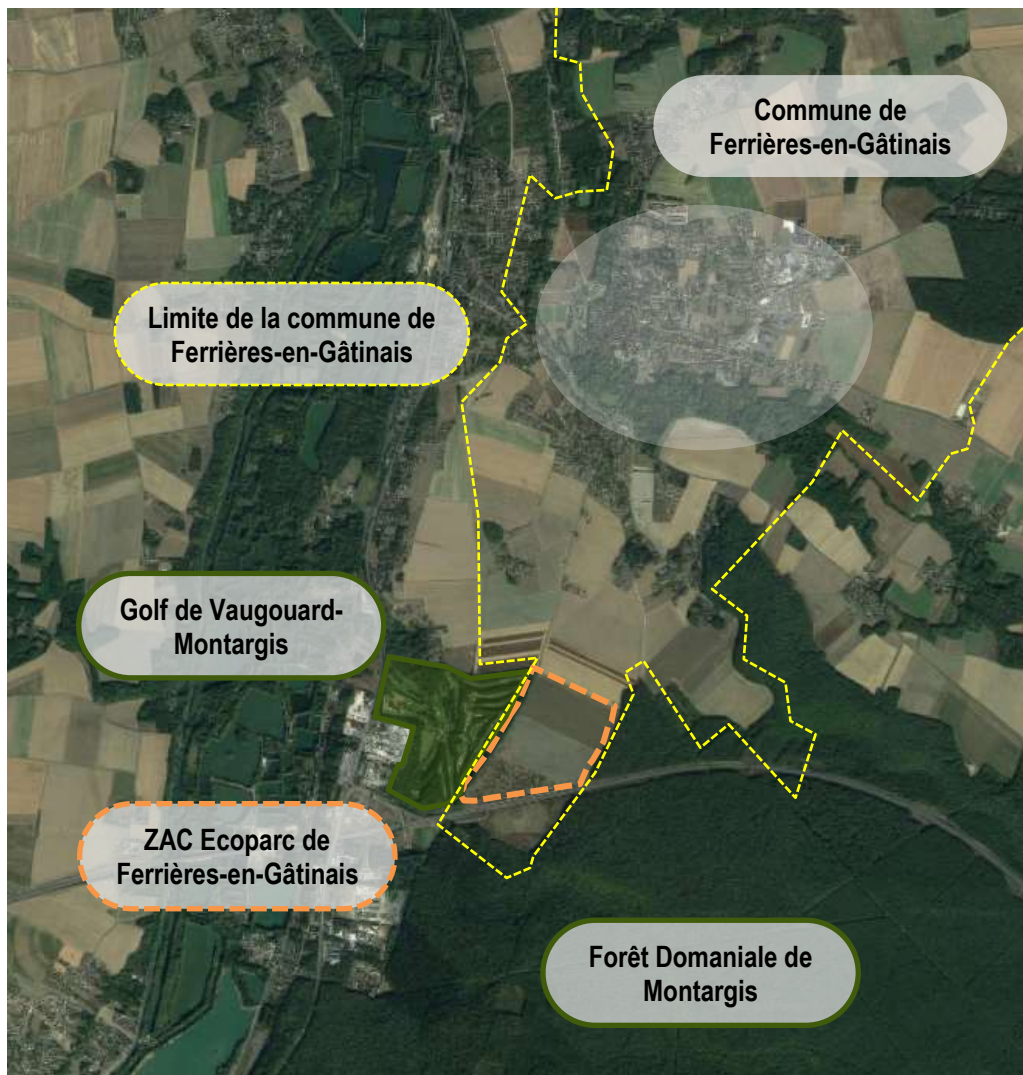 Commune de
Ferrières-en-Gâtinais
Limite de la commune de
Ferrières-en-Gâtinais
Golf de Vaugouard-
Montargis
ZAC Ecoparc de
Ferrières-en-Gâtinais
Forêt Domaniale de
Montargis